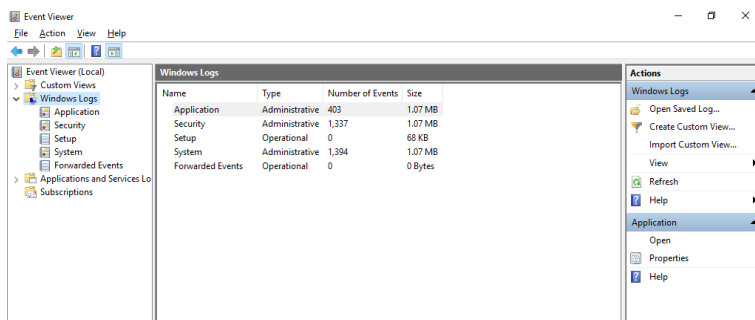 Event Viewer
File Action View Help
Event Viewer (Local)
Custom Views
Windows Logs
Application
Security
Setup
System
Forwarded Events
Applications and Services Lo
Subscriptions
Windows Logs
Name Type Number of Events Size
Application Administrative 403 1.07 MB
Security Administrative 1,337 1.07 MB
Setup Operational 0 68 KB
System Administrative 1,394 1.07 MB
Forwarded Events Operational 0 0 Bytes
Actions
Windows Logs
Open Saved Log...
Create Custom View...
Import Custom View...
View
Refresh
Help
Application
Open
Properties
Help